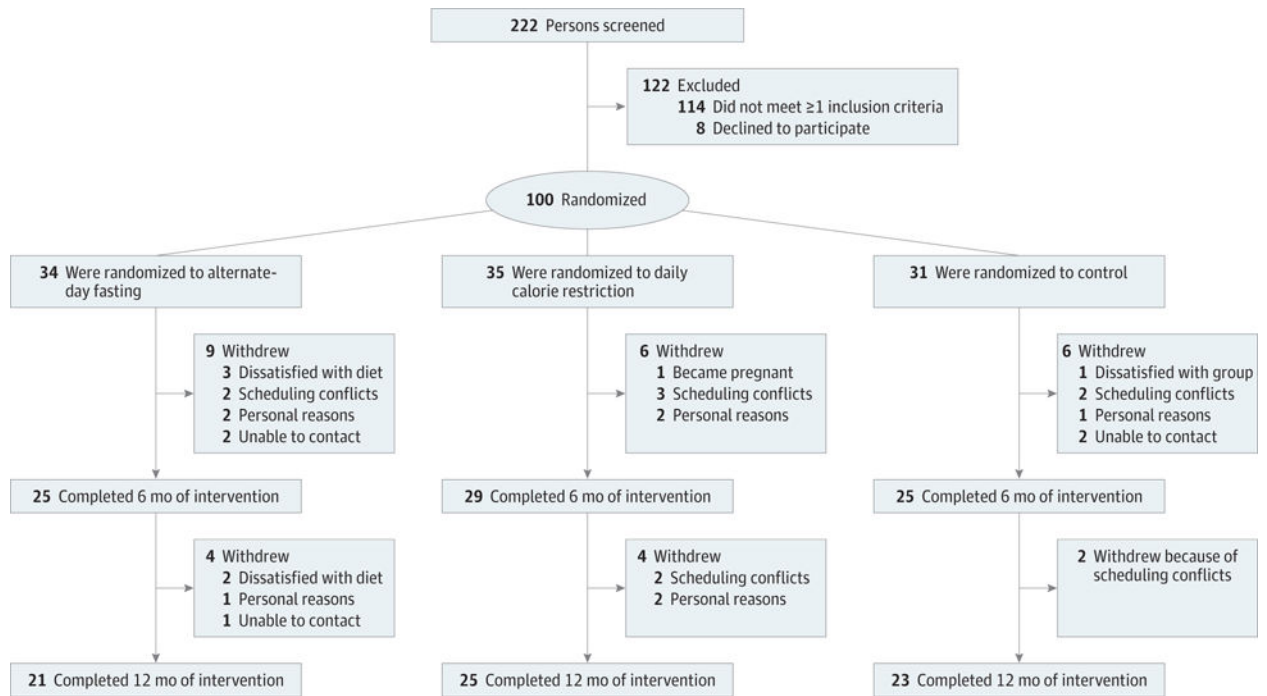 222 Persons screened
122 Excluded
114 Did not meet ≥1 inclusion criteria
8 Declined to participate
100 Randomized
34 Were randomized to alternate-
day fasting
35 Were randomized to daily
calorie restriction
31 Were randomized to control
9 Withdrew
3 Dissatisfied with diet
2 Scheduling conflicts
2 Personal reasons
2 Unable to contact
6 Withdrew
1 Became pregnant
3 Scheduling conflicts
2 Personal reasons
6 Withdrew
1 Dissatisfied with group
2 Scheduling conflicts
1 Personal reasons
2 Unable to contact
25 Completed 6 mo of intervention
29 Completed 6 mo of intervention
25 Completed 6 mo of intervention
4 Withdrew
2 Dissatisfied with diet
1 Personal reasons
1 Unable to contact
4 Withdrew
2 Scheduling conflicts
2 Personal reasons
2 Withdrew because of
scheduling conflicts
21 Completed 12 mo of intervention
25 Completed 12 mo of intervention
23 Completed 12 mo of intervention